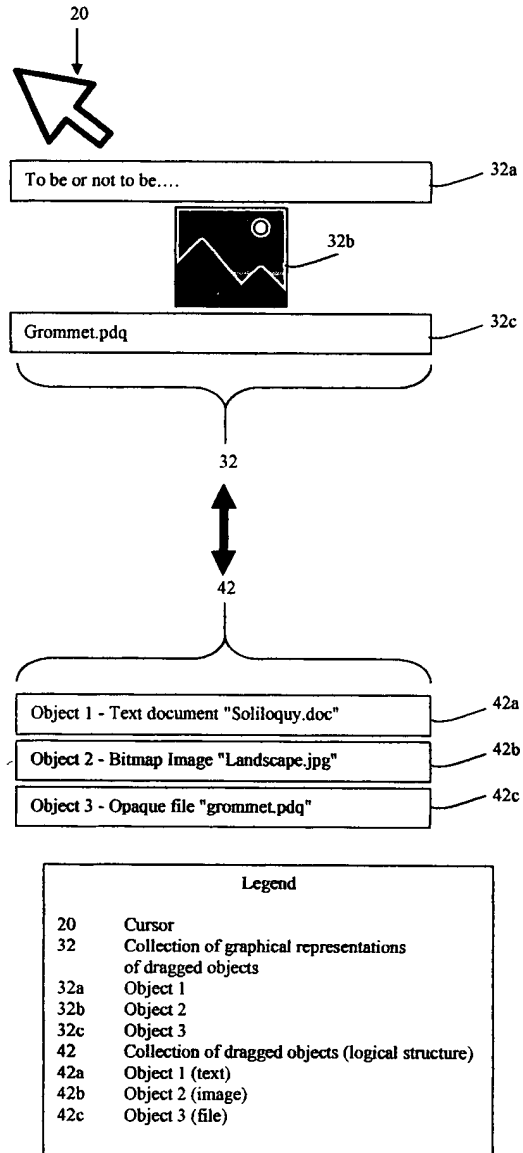 20
To be or not to be....
32a
32b
Grommet.pdq
32c
32
42
Object 1 - Text document "Soliloquy.doc"
42a
Object 2 - Bitmap Image "Landscape.jpg"
42b
Object 3 - Opaque file "grommet.pdq"
42c
Legend
20 Cursor
32 Collection of graphical representations
of dragged objects
32a Object 1
32b Object 2
32c Object 3
42 Collection of dragged objects (logical structure)
42a Object 1 (text)
42b Object 2 (image)
42c Object 3 (file)